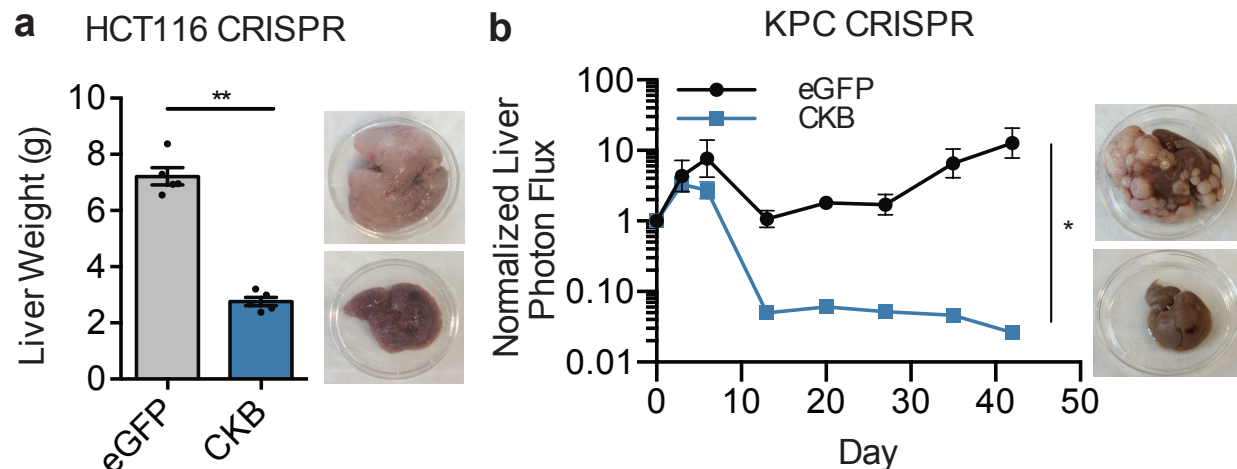 a HCT116 CRISPR
Liver Weight (g)
10
8
6
4
2
0
**
eGFP
CKB
b KPC CRISPR
Normalized Liver
Photon Flux
100
10
1
0.10
0.01
eGFP
CKB
*
0 10 20 30 40 50
Day